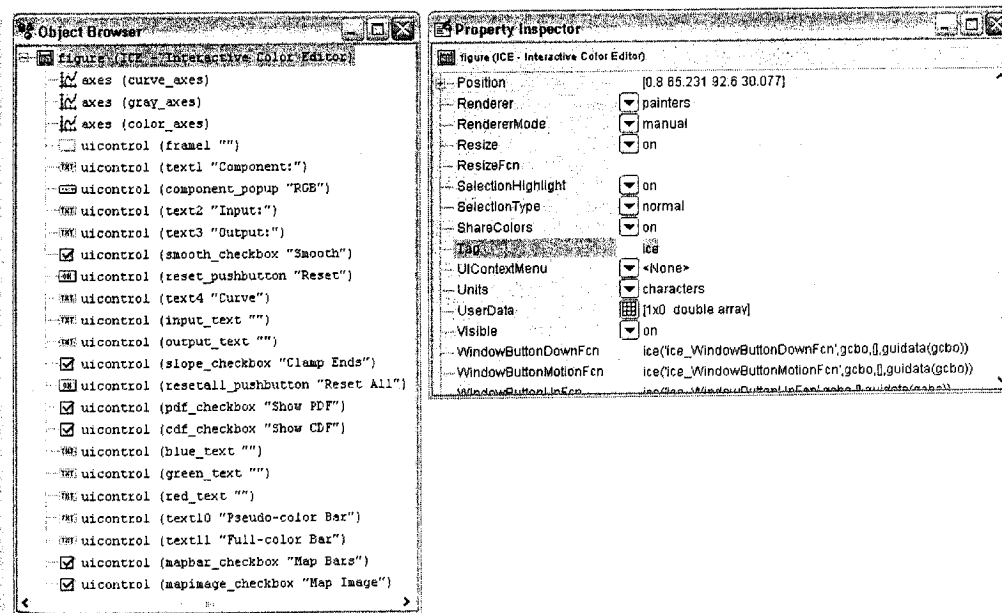 Object Browser
figure (ICE - Interactive Color Editor)
axes (curve_axes)
axes (gray_axes)
axes (color_axes)
uicontrol (frame1 "")
uicontrol (text1 "Component:")
uicontrol (component_popup "RGB")
uicontrol (text2 "Input:")
uicontrol (text3 "Output:")
uicontrol (smooth_checkbox "Smooth")
uicontrol (reset_pushbutton "Reset")
uicontrol (text4 "Curve")
uicontrol (input_text "")
uicontrol (output_text "")
uicontrol (slope_checkbox "Clamp Ends")
uicontrol (resetall_pushbutton "Reset All")
uicontrol (pdf_checkbox "Show PDF")
uicontrol (cdf_checkbox "Show CDF")
uicontrol (blue_text "")
uicontrol (green_text "")
uicontrol (red_text "")
uicontrol (text10 "Pseudo-color Bar")
uicontrol (text11 "Full-color Bar")
uicontrol (mapbar_checkbox "Map Bars")
uicontrol (mapimage_checkbox "Map Image")
Property Inspector
figure (ICE - Interactive Color Editor)
Position [0.8 65.231 92.6 30.077]
Renderer painters
RendererMode manual
Resize on
ResizeFcn
SelectionHighlight on
SelectionType normal
ShareColors on
Tag ice
UIContextMenu <None>
Units characters
UserData [1x0 double array]
Visible on
WindowButtonDownFcn ice('ice_WindowButtonDownFcn',gcbo,[],guidata(gcbo))
WindowButtonMotionFcn ice('ice_WindowButtonMotionFcn',gcbo,[],guidata(gcbo))
WindowButtonUpFcn ice('ice_WindowButtonUpFcn',gcbo,[],guidata(gcbo))